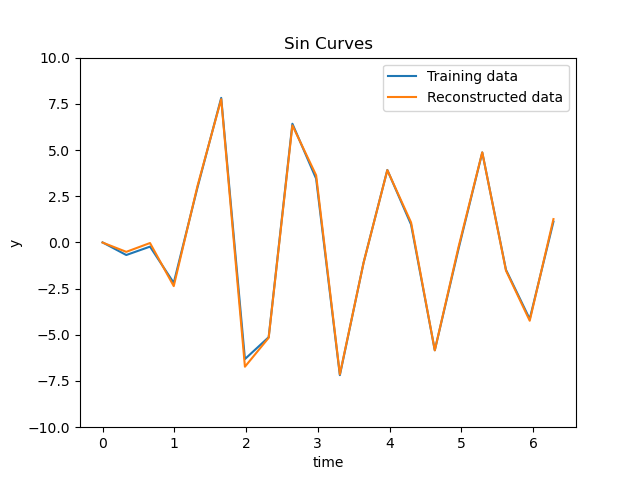 Sin Curves
Training data
Reconstructed data
10.0
7.5
5.0
2.5
0.0
−2.5
−5.0
−7.5
−10.0
y
0 1 2 3 4 5 6
time